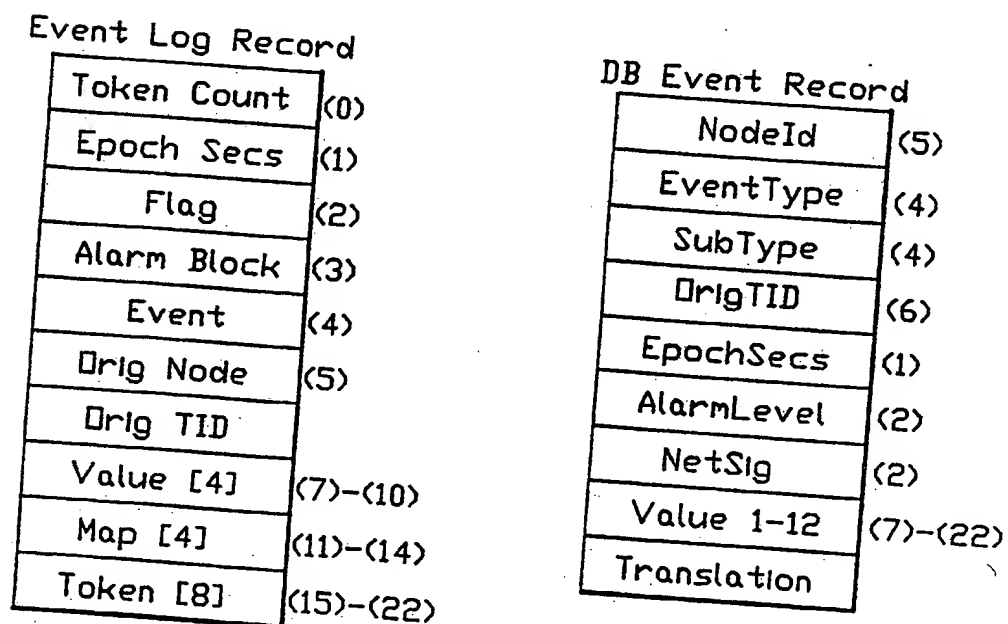 Event Log Record
Token Count (0)
Epoch Secs (1)
Flag (2)
Alarm Block (3)
Event (4)
Orig Node (5)
Orig TID
Value [4] (7)-(10)
Map [4] (11)-(14)
Token [8] (15)-(22)
DB Event Record
NodeId (5)
EventType (4)
SubType (4)
OrigTID (6)
EpochSecs (1)
AlarmLevel (2)
NetSig (2)
Value 1-12 (7)-(22)
Translation